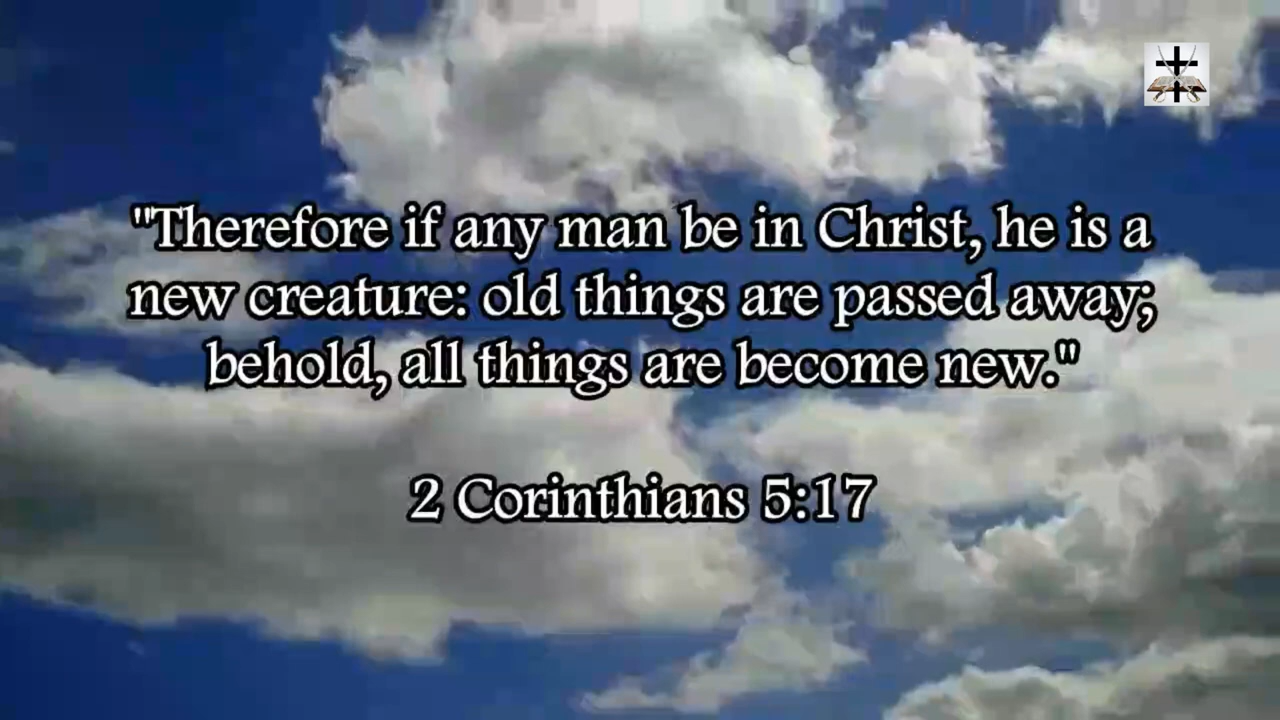 "Therefore if any man be in Christ, he is a
new creature: old things are passed away;
behold, all things are become new."
2 Corinthians 5:17